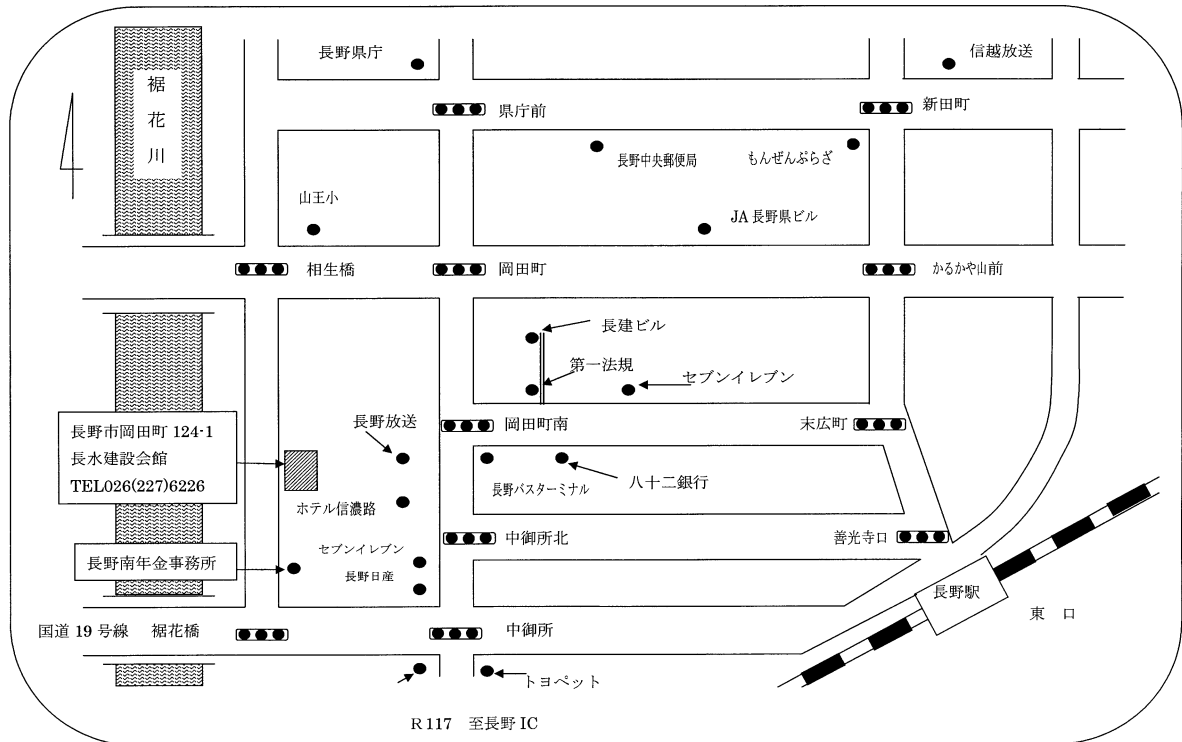 長野県庁
信越放送
裾花川
県庁前
新田町
長野中央郵便局
もんぜんぷらざ
山王小
JA長野県ビル
相生橋
岡田町
かるかや山前
長建ビル
第一法規
セブンイレブン
長野放送
岡田町南
末広町
長野市岡田町 124-1
長水建設会館
TEL026(227)6226
長野バスターミナル
八十二銀行
ホテル信濃路
中御所北
善光寺口
セブンイレブン
長野日産
長野南年金事務所
長野駅
東 口
国道 19 号線 裾花橋
中御所
トヨペット
R117 至長野 IC